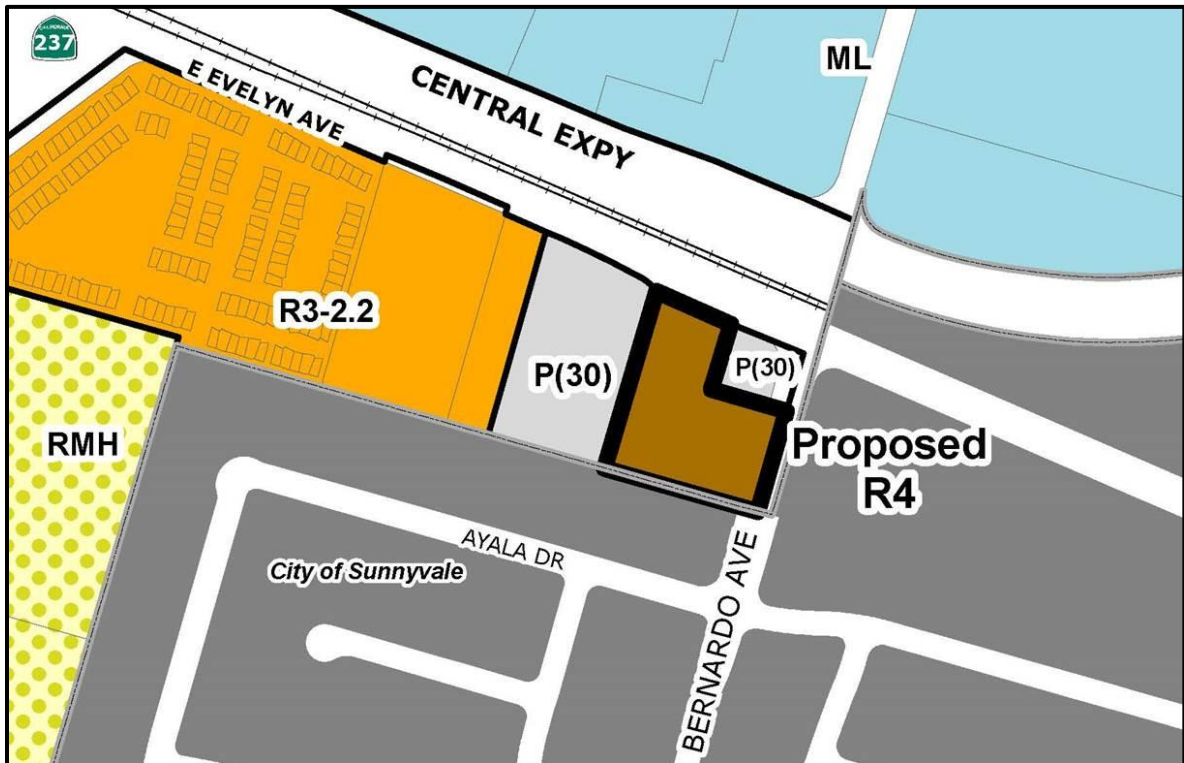 CALIFORNIA
237
E EVELYN AVE
CENTRAL EXPY
ML
R3-2.2
P(30)
P(30)
RMH
Proposed
R4
AYALA DR
City of Sunnyvale
BERNARDO AVE